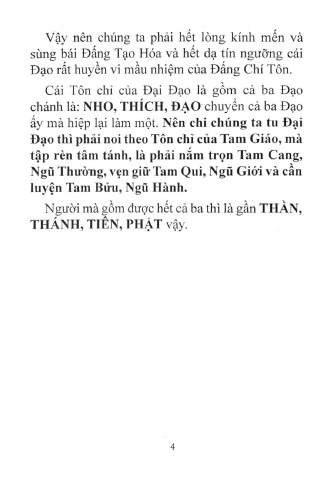 Vậy nên chúng ta phải hết lòng kính mến và
sùng bái Đấng Tạo Hóa và hết dạ tín ngưỡng cái
Đạo rất huyền vi mầu nhiệm của Đấng Chí Tôn.
Cái Tôn chỉ của Đại Đạo là gồm cả ba Đạo
chánh là: NHO, THÍCH, ĐẠO chuyển cả ba Đạo
ấy mà hiệp lại làm một. Nên chi chúng ta tu Đại
Đạo thì phải noi theo Tôn chỉ của Tam Giáo, mà
tập rèn tâm tánh, là phải nắm trọn Tam Cang,
Ngũ Thường, vẹn giữ Tam Qui, Ngũ Giới và cần
luyện Tam Bửu, Ngũ Hành.
Người mà gồm được hết cả ba thì là gần THẦN,
THÁNH, TIÊN, PHẬT vậy.
4